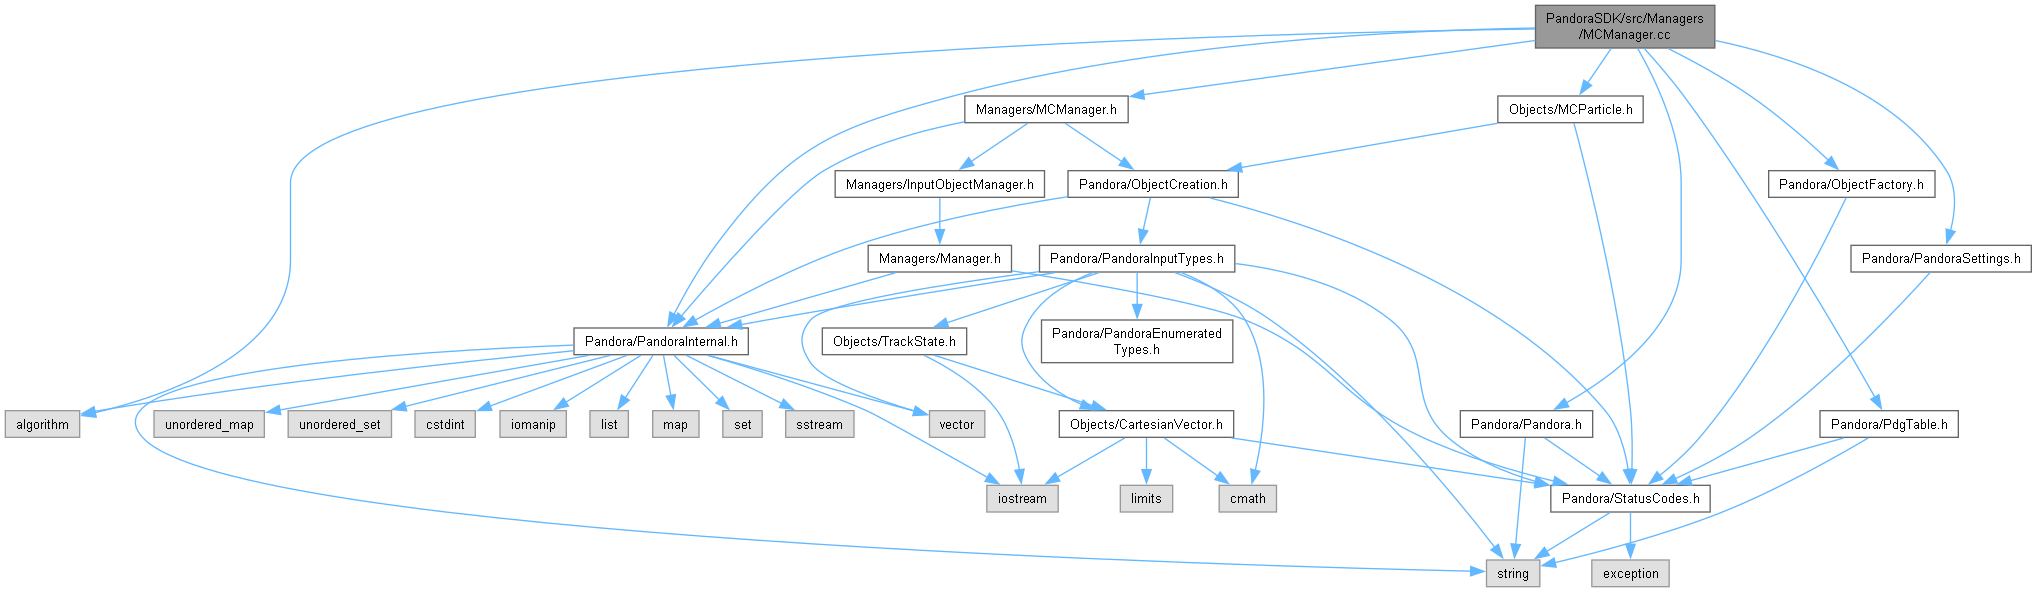 PandoraSDK/src/Managers
/MCManager.cc
Managers/MCManager.h
Objects/MCParticle.h
Managers/InputObjectManager.h
Pandora/ObjectCreation.h
Pandora/ObjectFactory.h
Managers/Manager.h
Pandora/PandoraInputTypes.h
Pandora/PandoraSettings.h
Pandora/PandoraInternal.h
Objects/TrackState.h
Pandora/PandoraEnumerated
Types.h
algorithm
unordered_map
unordered_set
cstdint
iomanip
list
map
set
sstream
vector
Objects/CartesianVector.h
Pandora/Pandora.h
Pandora/PdgTable.h
iostream
limits
cmath
Pandora/StatusCodes.h
string
exception